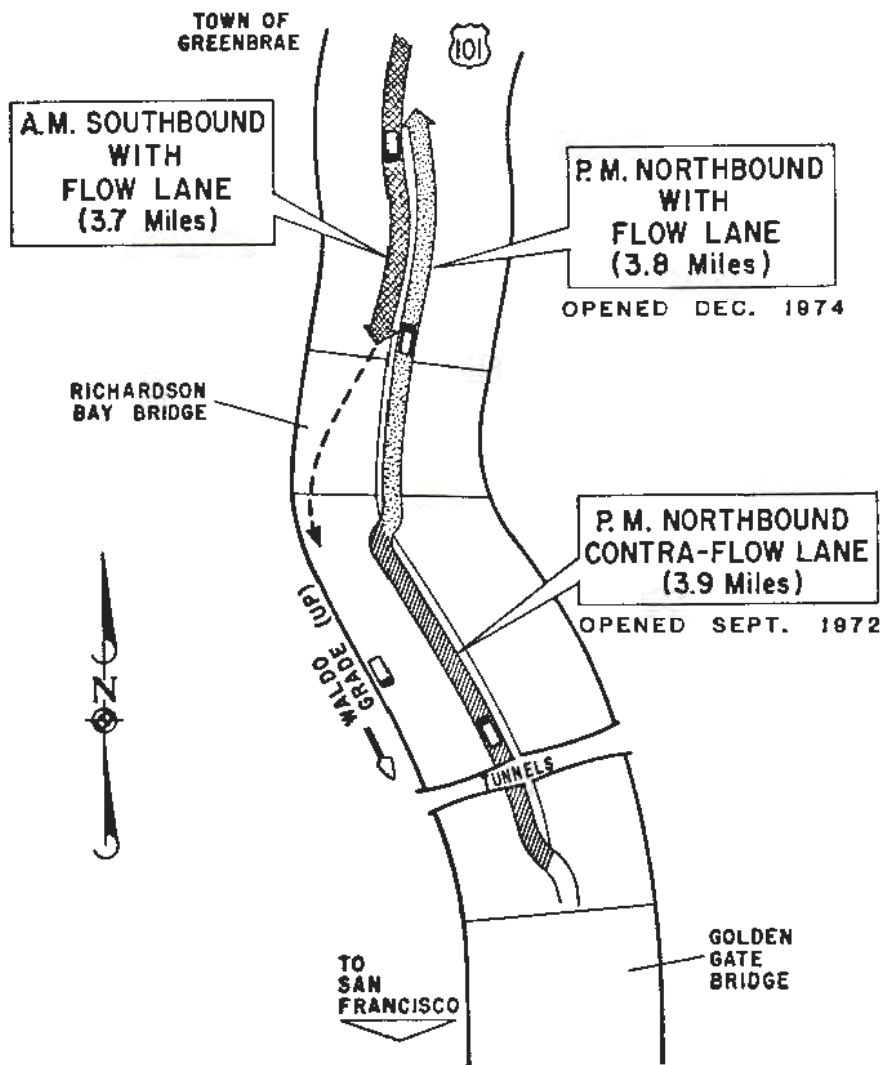 TOWN OF
GREENBRAE
101
A.M. SOUTHBOUND
WITH
FLOW LANE
(3.7 Miles)
P.M. NORTHBOUND
WITH
FLOW LANE
(3.8 Miles)
OPENED DEC. 1974
RICHARDSON
BAY BRIDGE
P.M. NORTHBOUND
CONTRA-FLOW LANE
(3.9 Miles)
OPENED SEPT. 1972
WALDO
GRADE (UP)
N
TUNNELS
TO
SAN
FRANCISCO
GOLDEN
GATE
BRIDGE